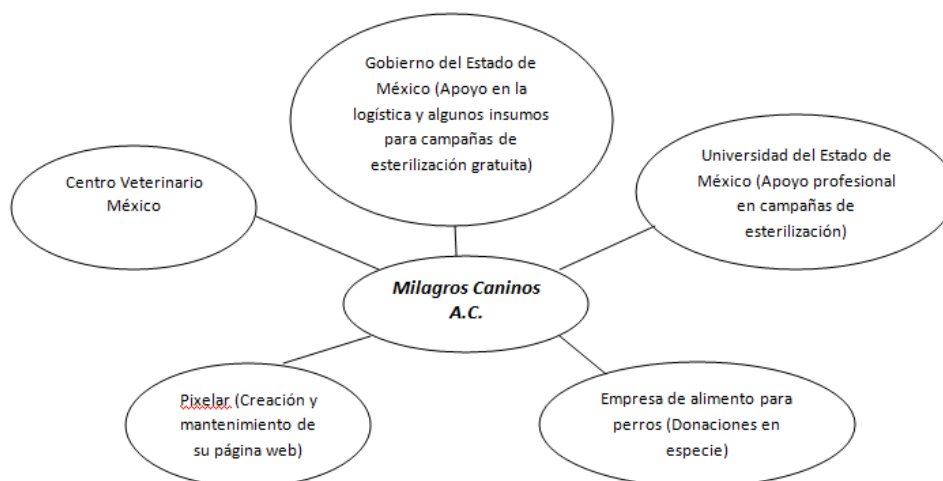 Gobierno del Estado de
México (Apoyo en la
logística y algunos insumos
para campañas de
esterilización gratuita)
Centro Veterinario
México
Universidad del Estado de
México (Apoyo profesional
en campañas de
esterilización)
Milagros Caninos
A.C.
Pixelar (Creación y
mantenimiento de
su página web)
Empresa de alimento para
perros (Donaciones en
especie)